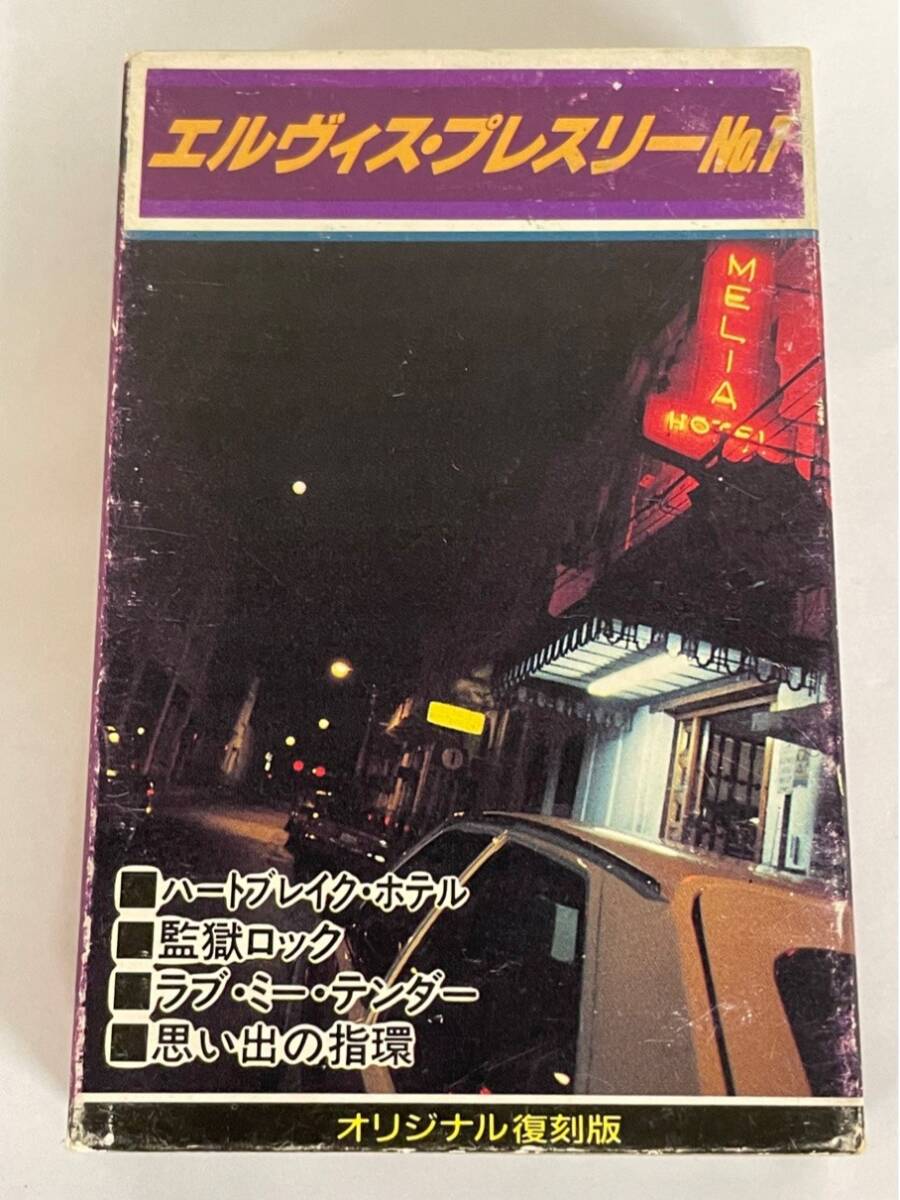 エルヴィス・プレスリーNo.1
MELIA
HOTEL
■ハートブレイク・ホテル
■監獄ロック
■ラブ・ミー・テンダー
■思い出の指環
オリジナル復刻版